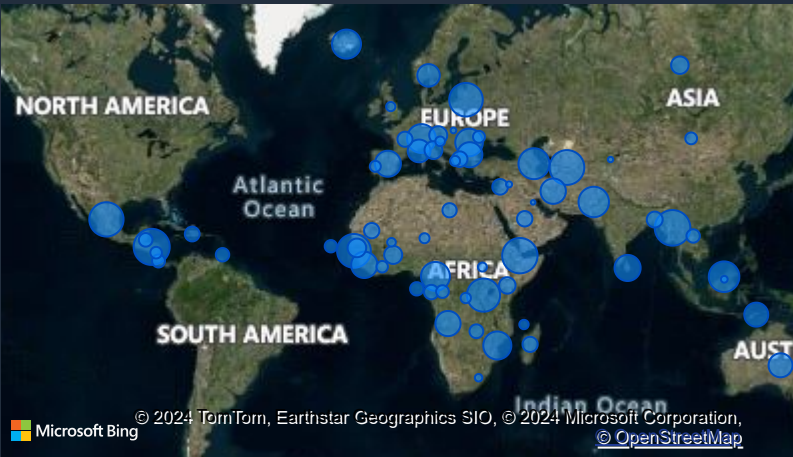 ASIA
NORTH AMERICA
EUROPE
Atlantic
Ocean
AFRICA
SOUTH AMERICA
AUST
Indian Ocean
© 2024 TomTom, Earthstar Geographics SIO, © 2024 Microsoft Corporation,
Microsoft Bing
© OpenStreetMap